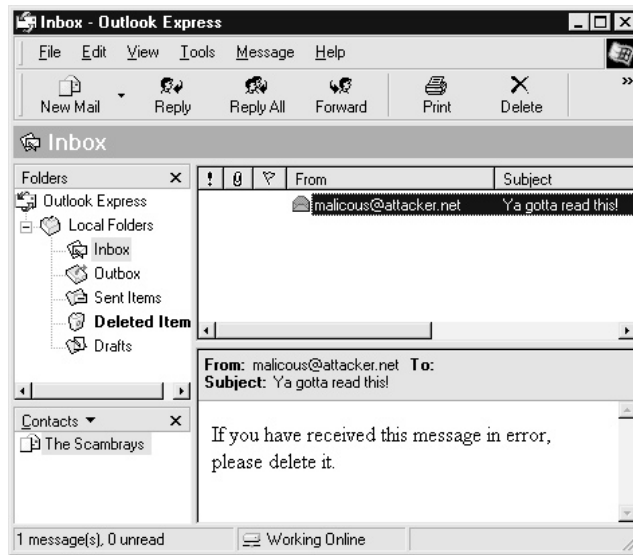 Inbox - Outlook Express
File Edit View Tools Message Help
New Mail Reply Reply All Forward Print Delete »
Inbox
Folders
Outlook Express
Local Folders
Inbox
Outbox
Sent Items
Deleted Item
Drafts
Contacts
The Scambrays
! From Subject
malicous@attacker.net Ya gotta read this!
From: malicous@attacker.net To:
Subject: Ya gotta read this!
If you have received this message in error,
please delete it.
1 message(s), 0 unread Working Online